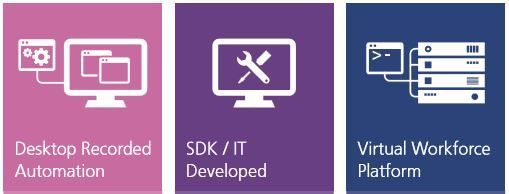 Desktop Recorded
Automation
SDK / IT
Developed
Virtual Workforce
Platform